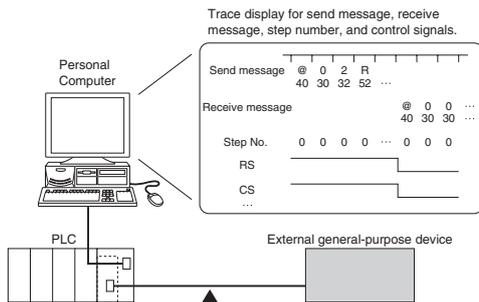 Trace display for send message, receive
message, step number, and control signals.
Personal
Computer
Send message @ 0 2 R
40 30 32 52 ...
Receive message @ 0 0 ...
40 30 30 ...
Step No. 0 0 0 0 ... 0 0 0
RS
CS
...
PLC
External general-purpose device